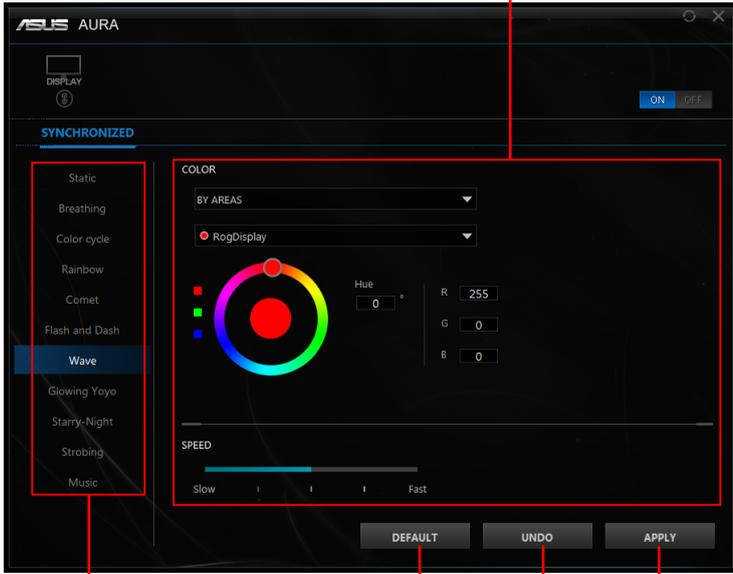 ASUS AURA
DISPLAY
ON OFF
SYNCHRONIZED
Static
Breathing
Color cycle
Rainbow
Comet
Flash and Dash
Wave
Glowing Yoyo
Starry-Night
Strobing
Music
COLOR
BY AREAS
RogDisplay
Hue
0 °
R 255
G 0
B 0
SPEED
Slow Fast
DEFAULT UNDO APPLY